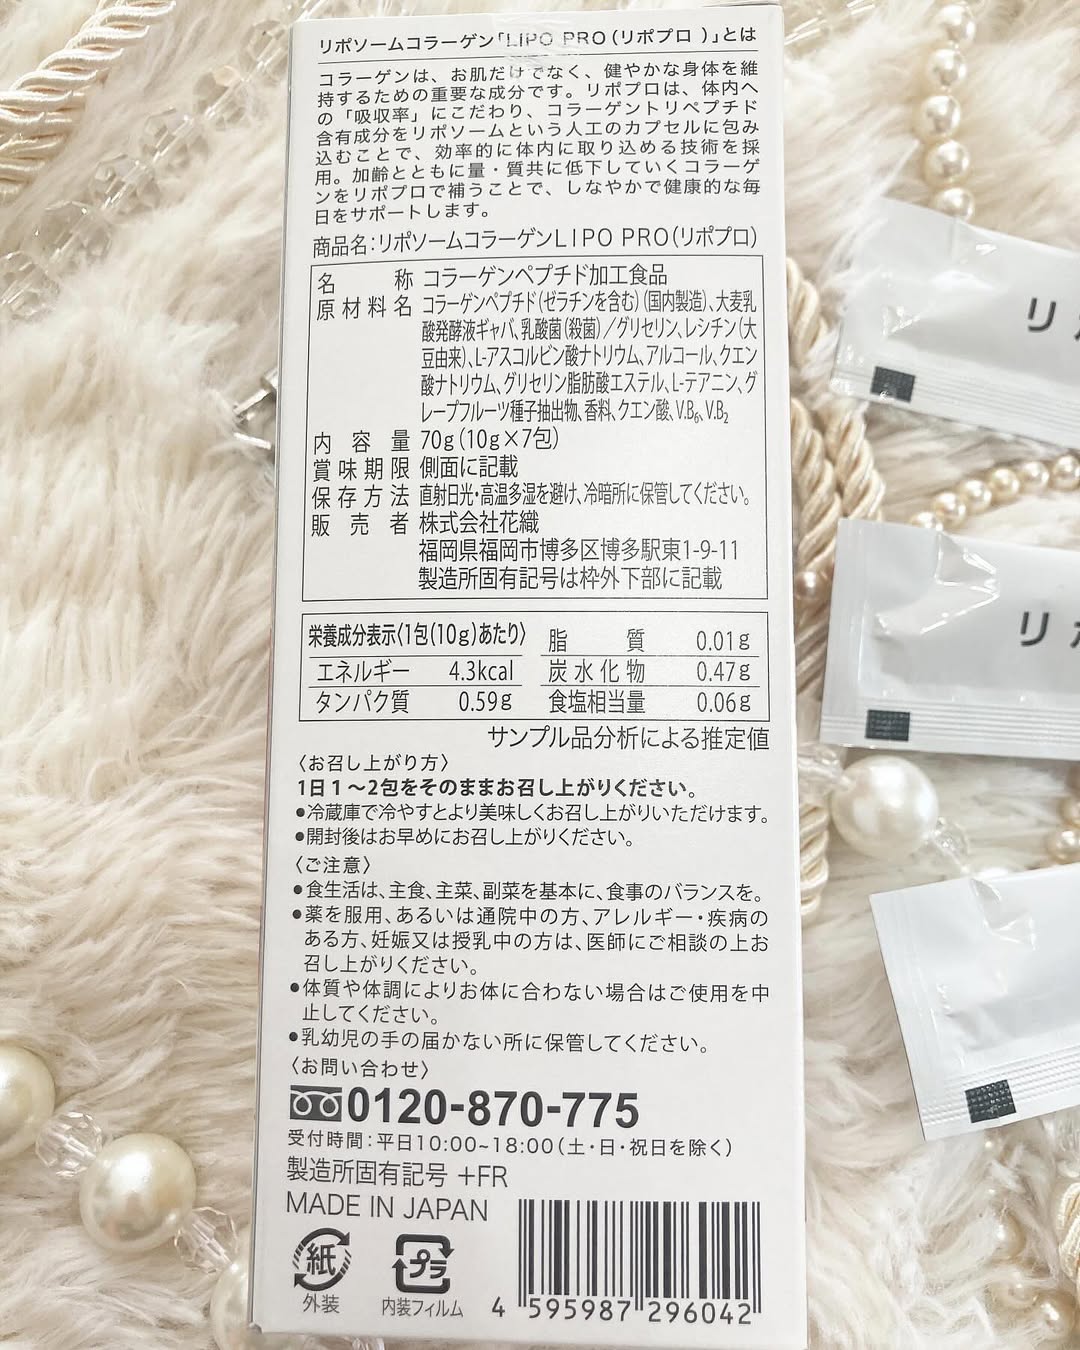 リポソームコラーゲン「LIPO PRO(リポプロ )」とは
コラーゲンは、お肌だけでなく、健やかな身体を維
持するための重要な成分です。リポプロは、体内へ
の「吸収率」にこだわり、コラーゲントリペプチド
含有成分をリポソームという人工のカプセルに包み
込むことで、効率的に体内に取り込める技術を採
用。加齢とともに量・質共に低下していくコラーゲ
ンをリポプロで補うことで、しなやかで健康的な毎
日をサポートします。
商品名:リポソームコラーゲンLIPO PRO(リポプロ)
名称 コラーゲンペプチド加工食品
原材料名 コラーゲンペプチド(ゼラチンを含む)(国内製造)、大麦乳
酸発酵液ギャバ、乳酸菌(殺菌)/グリセリン、レシチン(大
豆由来)、L-アスコルビン酸ナトリウム、アルコール、クエン
酸ナトリウム、グリセリン脂肪酸エステル、L-テアニン、グ
レープフルーツ種子抽出物、香料、クエン酸、V.B6、V.B2
内容量 70g(10g×7包)
賞味期限 側面に記載
保存方法 直射日光・高温多湿を避け、冷暗所に保管してください。
販売者 株式会社花織
福岡県福岡市博多区博多駅東1-9-11
製造所固有記号は枠外下部に記載
栄養成分表示〈1包(10g)あたり〉 脂質 0.01g
エネルギー 4.3kcal 炭水化物 0.47g
タンパク質 0.59g 食塩相当量 0.06g
サンプル品分析による推定値
〈お召し上がり方〉
1日1〜2包をそのままお召し上がりください。
●冷蔵庫で冷やすとより美味しくお召し上がりいただけます。
●開封後はお早めにお召し上がりください。
〈ご注意〉
●食生活は、主食、主菜、副菜を基本に、食事のバランスを。
●薬を服用、あるいは通院中の方、アレルギー・疾病の
ある方、妊娠又は授乳中の方は、医師にご相談の上お
召し上がりください。
●体質や体調によりお体に合わない場合はご使用を中
止してください。
●乳幼児の手の届かない所に保管してください。
〈お問い合わせ〉
0120-870-775
受付時間:平日10:00~18:00(土・日・祝日を除く)
製造所固有記号 +FR
MADE IN JAPAN
紙
外装
プラ
内装フィルム
4 595987 296042
リ
リ